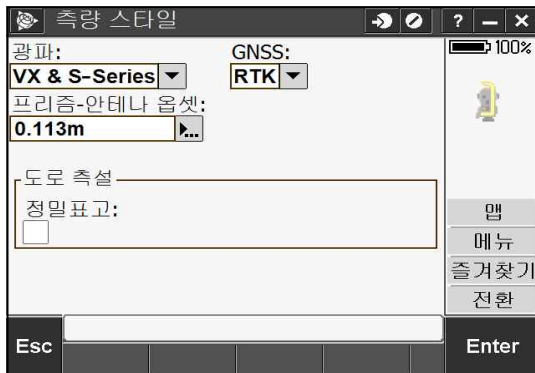 측량 스타일
? – ×
광파: GNSS:
100%
VX & S-Series RTK
프리즘-안테나 옵셋:
0.113m
도로 측설
정밀표고:
맵
메뉴
즐겨찾기
전환
Esc
Enter